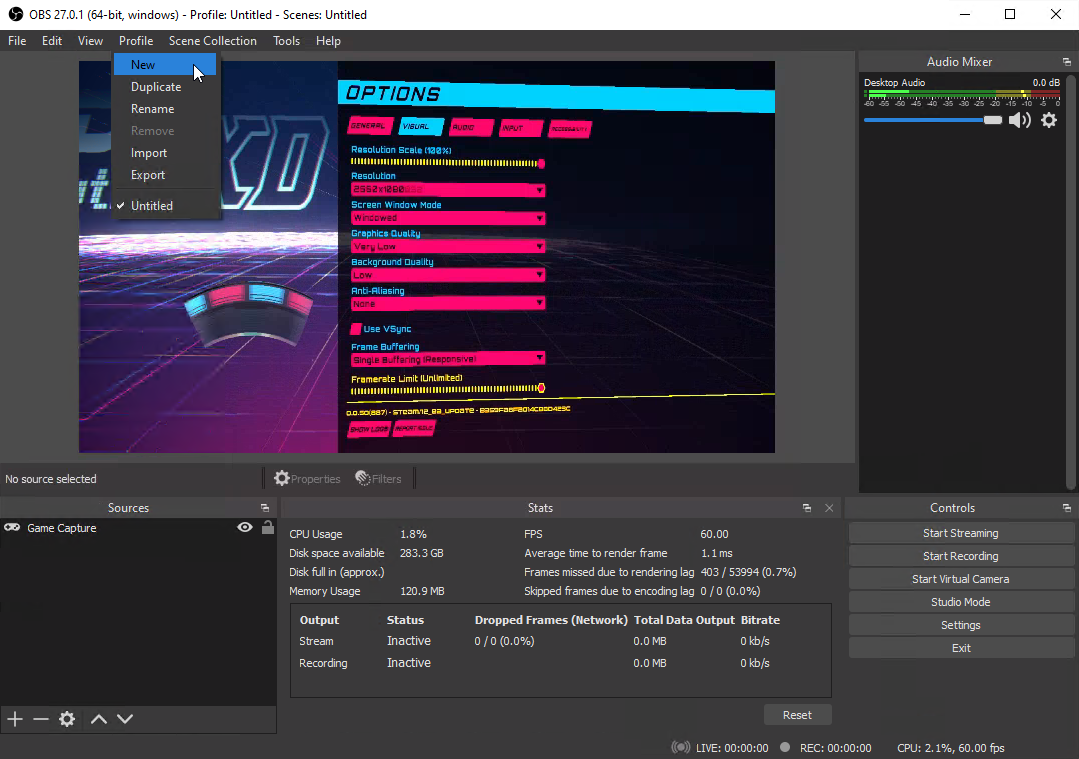 OBS 27.0.1 (64-bit, windows) - Profile: Untitled - Scenes: Untitled
File Edit View Profile Scene Collection Tools Help
New
Duplicate
Rename
Remove
Import
Export
Untitled
OPTIONS
GENERAL VISUAL AUDIO INPUT ACCESSIBILITY
Resolution Scale (100%)
Resolution
Screen Window Mode
Windowed
Graphics Quality
Very Low
Background Quality
Low
Anti-Aliasing
None
Use VSync
Frame Buffering
Single Buffering (Responsive)
Framerate Limit (Unlimited)
SHOW LOGS
Audio Mixer
Desktop Audio 0.0 dB
-60 -55 -50 -45 -40 -35 -30 -25 -20 -15 -10 -5 0
No source selected
Properties Filters
Sources
Game Capture
Stats
CPU Usage 1.8% FPS 60.00
Disk space available 283.3 GB Average time to render frame 1.1 ms
Disk full in (approx.) Frames missed due to rendering lag 403 / 53994 (0.7%)
Memory Usage 120.9 MB Skipped frames due to encoding lag 0 / 0 (0.0%)
Output Status Dropped Frames (Network) Total Data Output Bitrate
Stream Inactive 0 / 0 (0.0%) 0.0 MB 0 kb/s
Recording Inactive 0.0 MB 0 kb/s
Reset
Controls
Start Streaming
Start Recording
Start Virtual Camera
Studio Mode
Settings
Exit
LIVE: 00:00:00 REC: 00:00:00 CPU: 2.1%, 60.00 fps